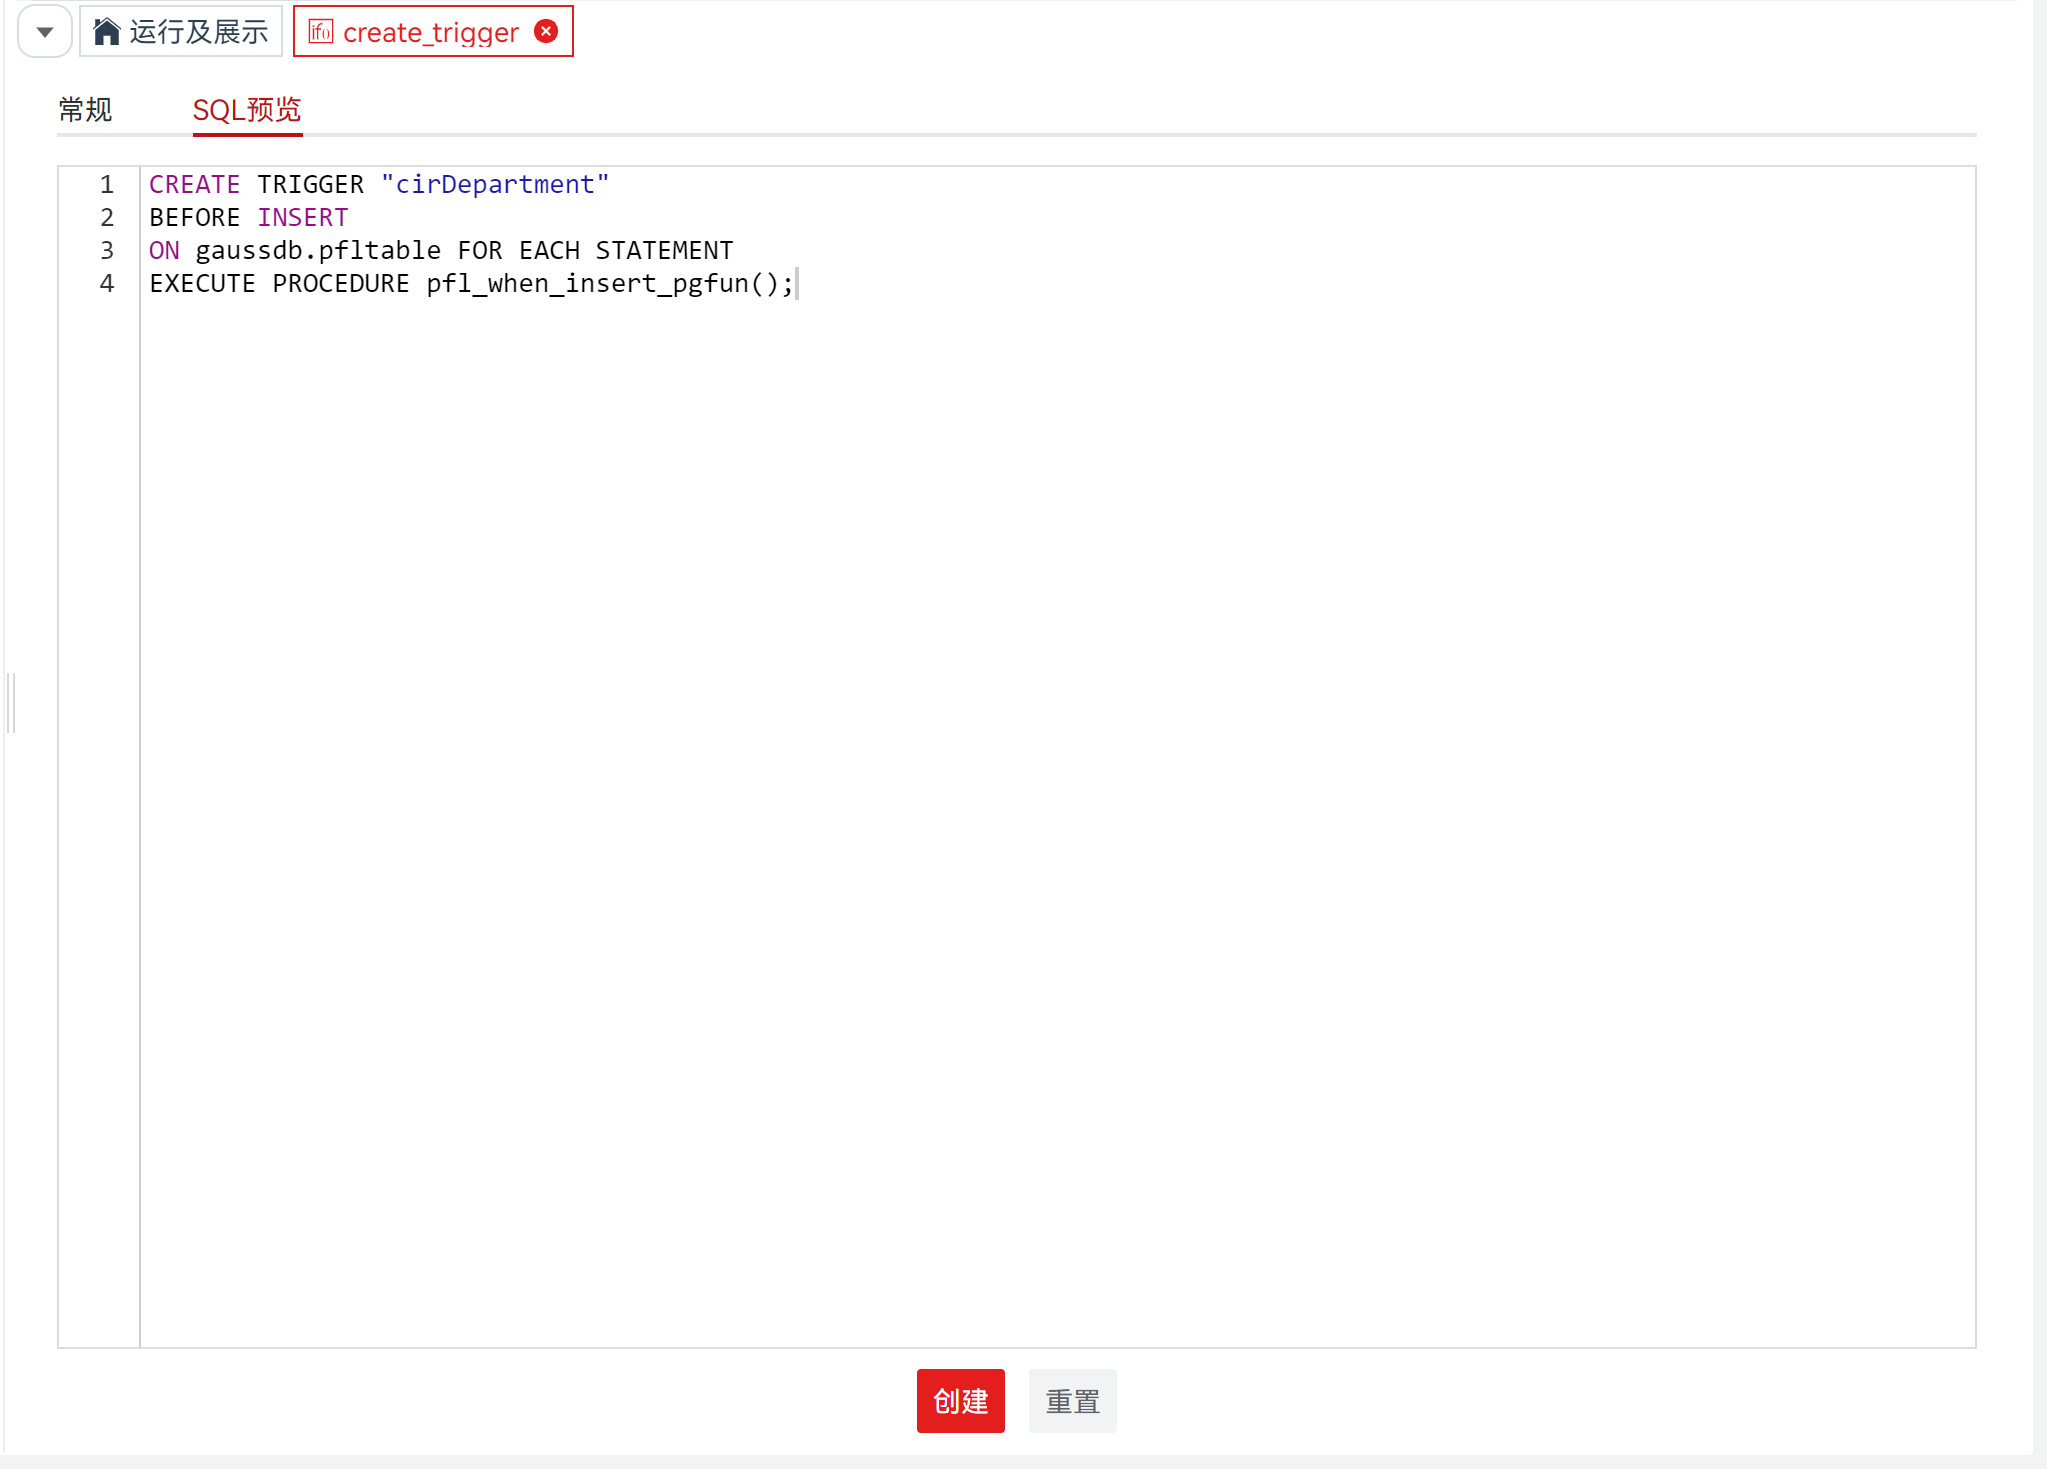 运行及展示 create_trigger
常规 SQL预览
1 CREATE TRIGGER "cirDepartment"
2 BEFORE INSERT
3 ON gaussdb.pfltable FOR EACH STATEMENT
4 EXECUTE PROCEDURE pfl_when_insert_pgfun();
创建 重置